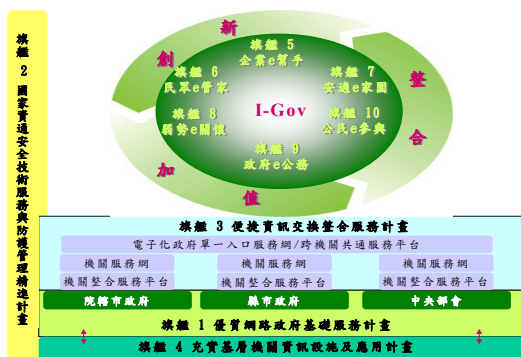 旗艦 2 國家資通安全技術服務與防護管理精進計畫
創新
整合
加值
旗艦 5
企業e幫手
旗艦 6
民眾e管家
旗艦 7
安適e家園
I-Gov
旗艦 8
弱勢e關懷
旗艦 10
公民e參與
旗艦 9
政府e公務
旗艦 3 便捷資訊交換整合服務計畫
電子化政府單一入口服務網/跨機關共通服務平台
機關服務網
機關服務網
機關服務網
機關整合服務平台
機關整合服務平台
機關整合服務平台
院轄市政府
縣市政府
中央部會
旗艦 1 優質網路政府基礎服務計畫
旗艦 4 充實基層機關資訊設施及應用計畫